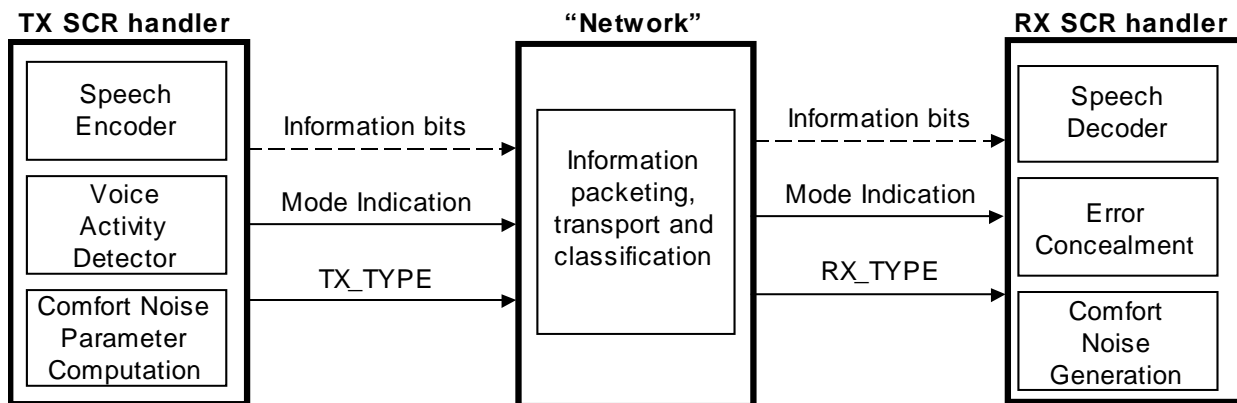 TX SCR handler
“Network”
RX SCR handler
Speech
Encoder
Voice
Activity
Detector
Comfort Noise
Parameter
Computation
Information bits
Mode Indication
TX_TYPE
Information
packeting,
transport and
classification
Information bits
Mode Indication
RX_TYPE
Speech
Decoder
Error
Concealment
Comfort
Noise
Generation